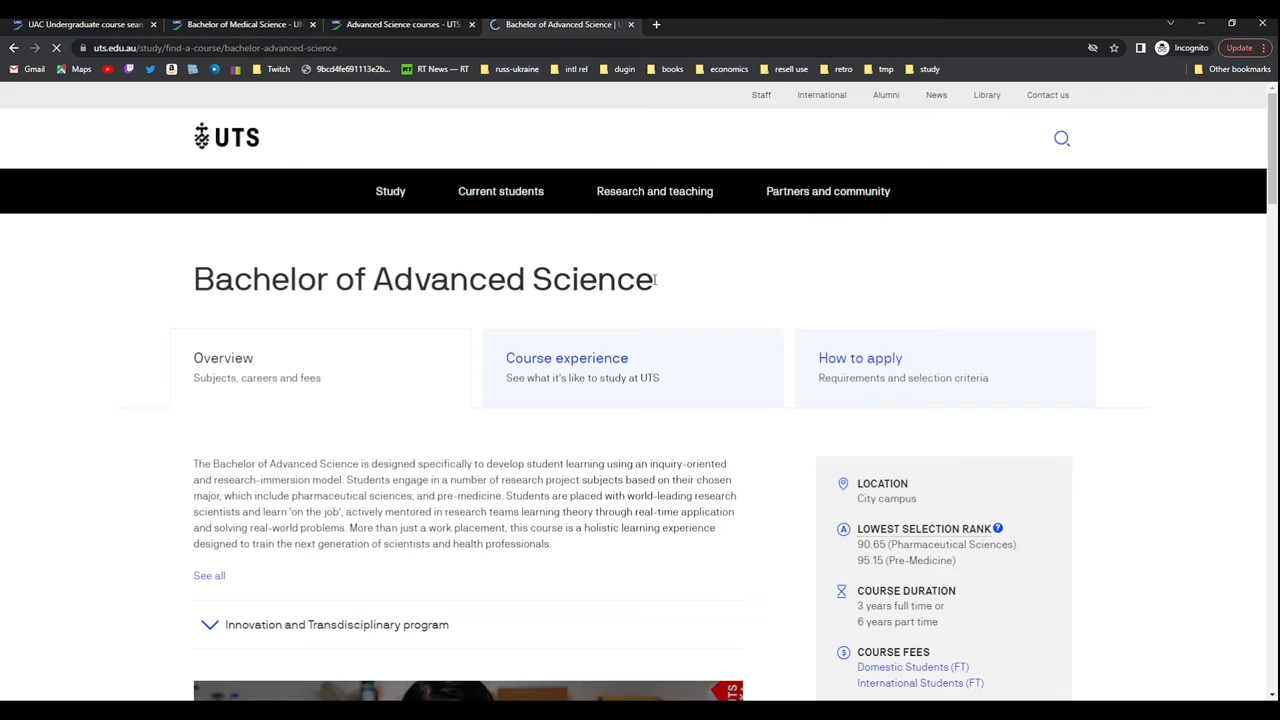 UAC Undergraduate course sear
Bachelor of Medical Science - UN
Advanced Science courses - UTS
Bachelor of Advanced Science | U
uts.edu.au/study/find-a-course/bachelor-advanced-science
Incognito
Update
Gmail
Maps
Twitch
9bcd4fe691113e2b...
RT
RT News — RT
russ-ukraine
intl rel
dugin
books
economics
resell use
retro
tmp
study
Other bookmarks
Staff
International
Alumni
News
Library
Contact us
UTS
Study
Current students
Research and teaching
Partners and community
Bachelor of Advanced Science
Overview
Subjects, careers and fees
Course experience
See what it's like to study at UTS
How to apply
Requirements and selection criteria
The Bachelor of Advanced Science is designed specifically to develop student learning using an inquiry-oriented
and research-immersion model. Students engage in a number of research project subjects based on their chosen
major, which include pharmaceutical sciences; and pre-medicine. Students are placed with world-leading research
scientists and learn 'on the job', actively mentored in research teams learning theory through real-time application
and solving real-world problems. More than just a work placement, this course is a holistic learning experience
designed to train the next generation of scientists and health professionals.
See all
Innovation and Transdisciplinary program
UTS
LOCATION
City campus
A
LOWEST SELECTION RANK ?
90.65 (Pharmaceutical Sciences)
95.15 (Pre-Medicine)
COURSE DURATION
3 years full time or
6 years part time
$
COURSE FEES
Domestic Students (FT)
International Students (FT)